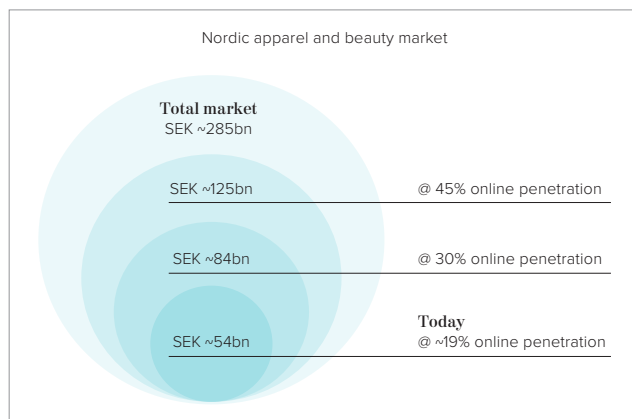 Nordic apparel and beauty market
Total market
SEK ~285bn
SEK ~125bn @ 45% online penetration
SEK ~84bn @ 30% online penetration
Today
SEK ~54bn @ ~19% online penetration